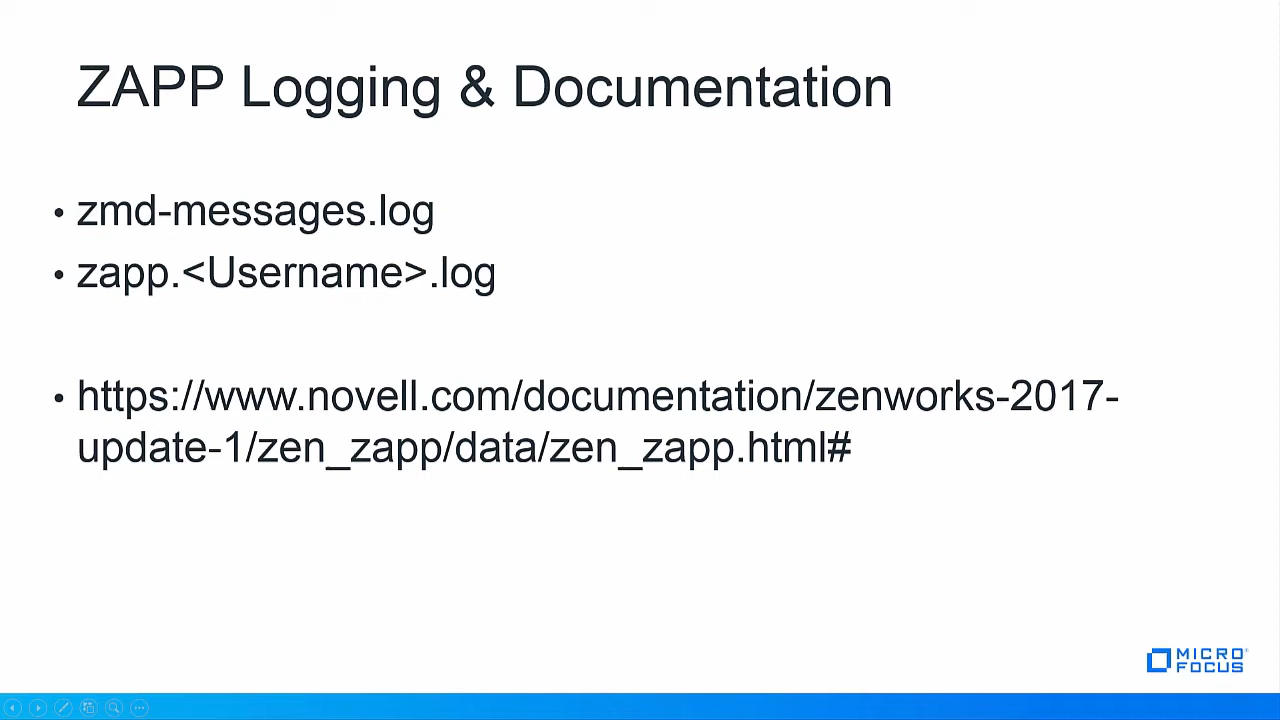 ZAPP Logging & Documentation
• zmd-messages.log
• zapp.<Username>.log
• https://www.novell.com/documentation/zenworks-2017-
update-1/zen_zapp/data/zen_zapp.html#
MICRO
FOCUS